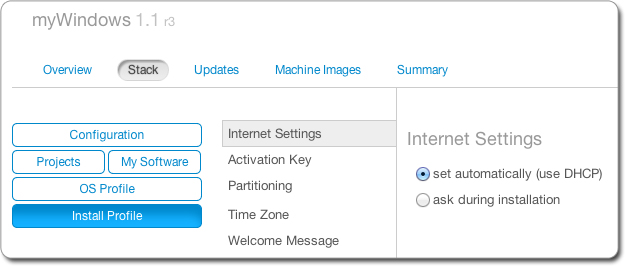 myWindows 1.1 r3
Overview Stack Updates Machine Images Summary
Configuration
Projects My Software
OS Profile
Install Profile
Internet Settings
Activation Key
Partitioning
Time Zone
Welcome Message
Internet Settings
set automatically (use DHCP)
ask during installation